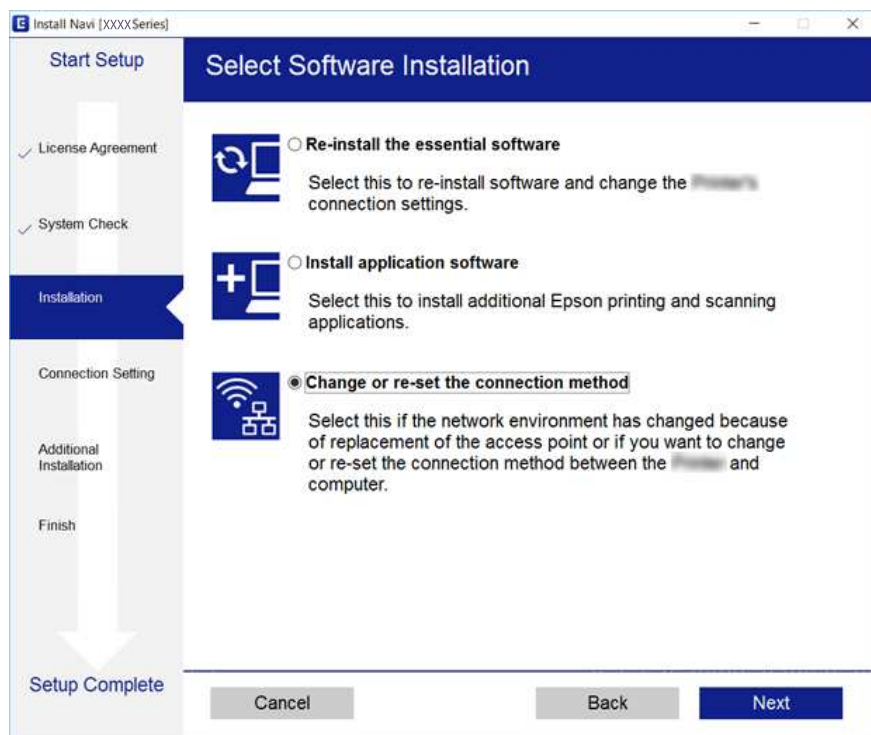 Install Navi [XXXX Series]
Start Setup
License Agreement
System Check
Installation
Connection Setting
Additional
Installation
Finish
Setup Complete
Select Software Installation
Re-install the essential software
Select this to re-install software and change the
connection settings.
Install application software
Select this to install additional Epson printing and scanning
applications.
Change or re-set the connection method
Select this if the network environment has changed because
of replacement of the access point or if you want to change
or re-set the connection method between the and
computer.
Cancel
Back
Next